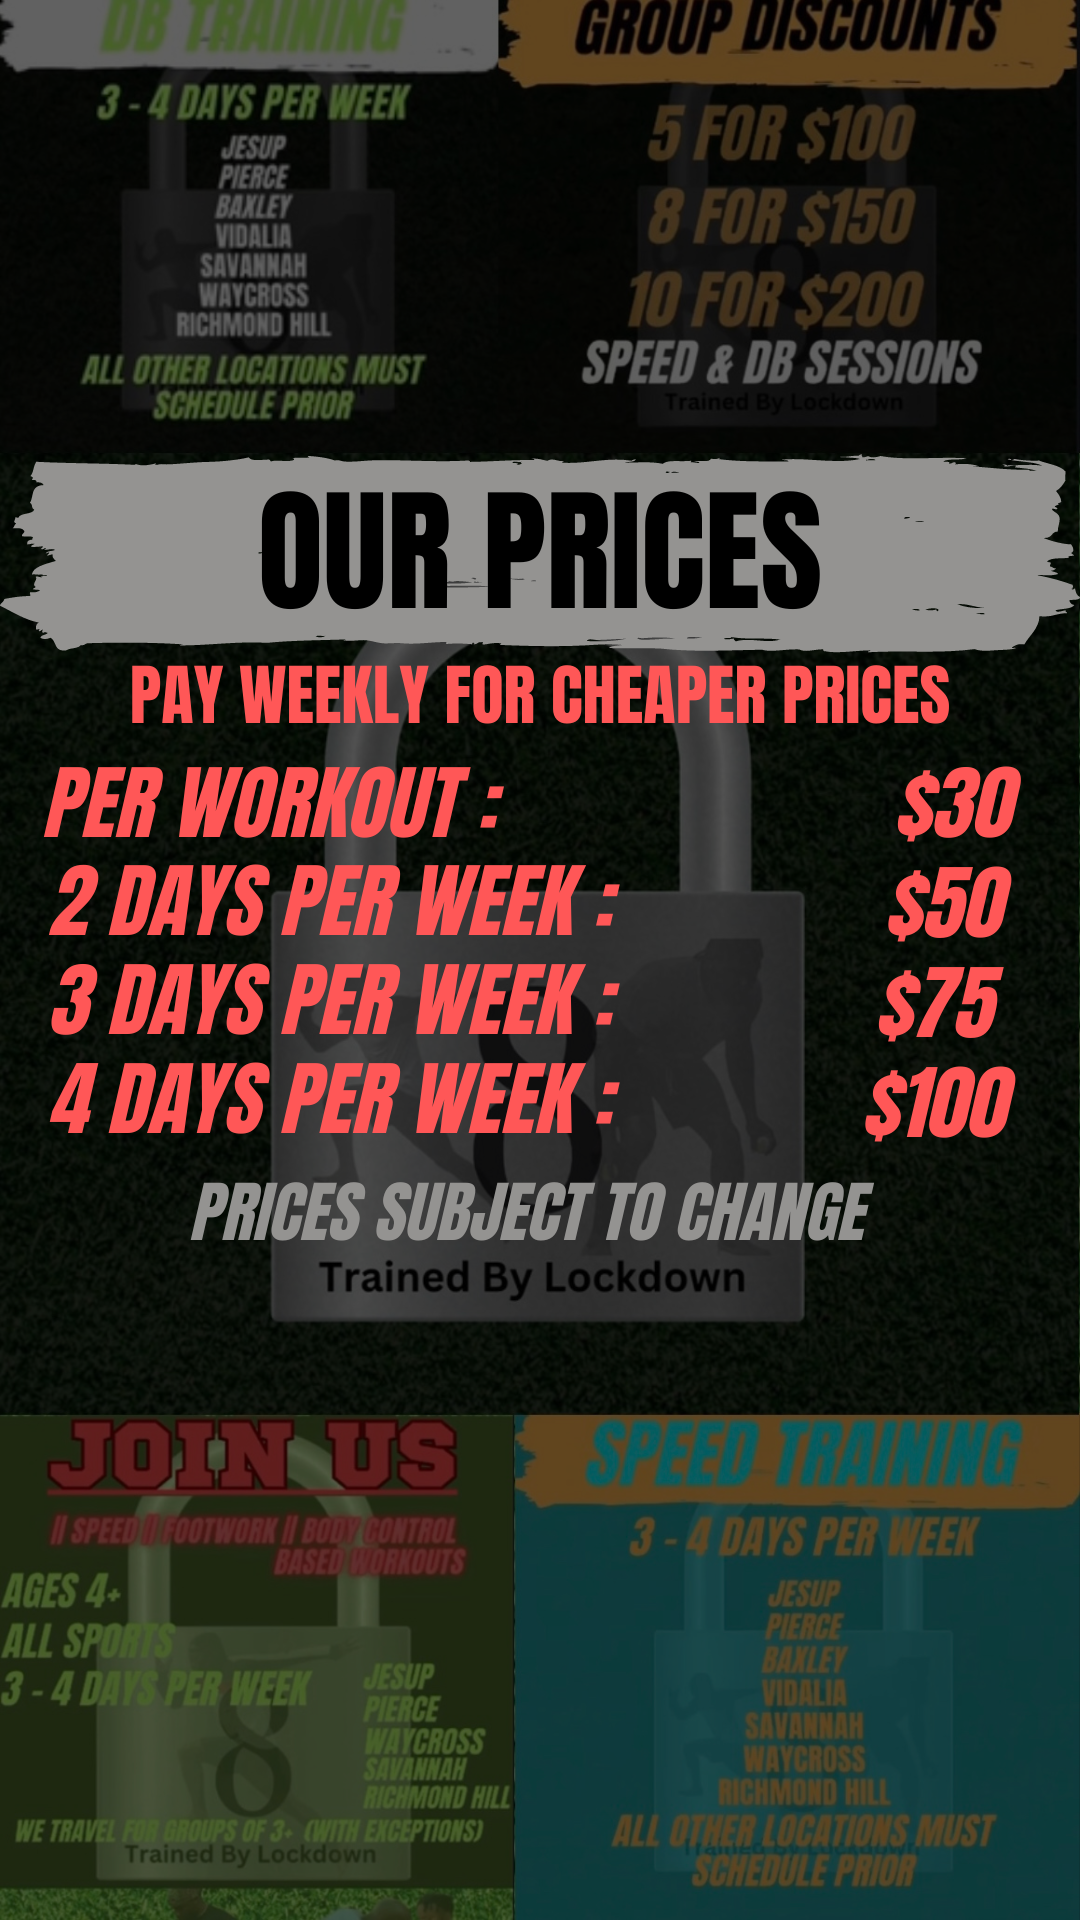 DB TRAINING
3 - 4 DAYS PER WEEK
JESUP
PIERCE
BAXLEY
VIDALIA
SAVANNAH
WAYCROSS
RICHMOND HILL
ALL OTHER LOCATIONS MUST
SCHEDULE PRIOR
GROUP DISCOUNTS
5 FOR $100
8 FOR $150
10 FOR $200
SPEED & DB SESSIONS
Trained By Lockdown
OUR PRICES
PAY WEEKLY FOR CHEAPER PRICES
PER WORKOUT : $30
2 DAYS PER WEEK : $50
3 DAYS PER WEEK : $75
4 DAYS PER WEEK : $100
8
PRICES SUBJECT TO CHANGE
Trained By Lockdown
JOIN US
|| SPEED || FOOTWORK || BODY CONTROL
BASED WORKOUTS
AGES 4+
ALL SPORTS
3 - 4 DAYS PER WEEK
JESUP
PIERCE
WAYCROSS
SAVANNAH
RICHMOND HILL
8
WE TRAVEL FOR GROUPS OF 3+ (WITH EXCEPTIONS)
Trained By Lockdown
SPEED TRAINING
3 - 4 DAYS PER WEEK
JESUP
PIERCE
BAXLEY
VIDALIA
SAVANNAH
WAYCROSS
RICHMOND HILL
ALL OTHER LOCATIONS MUST
SCHEDULE PRIOR